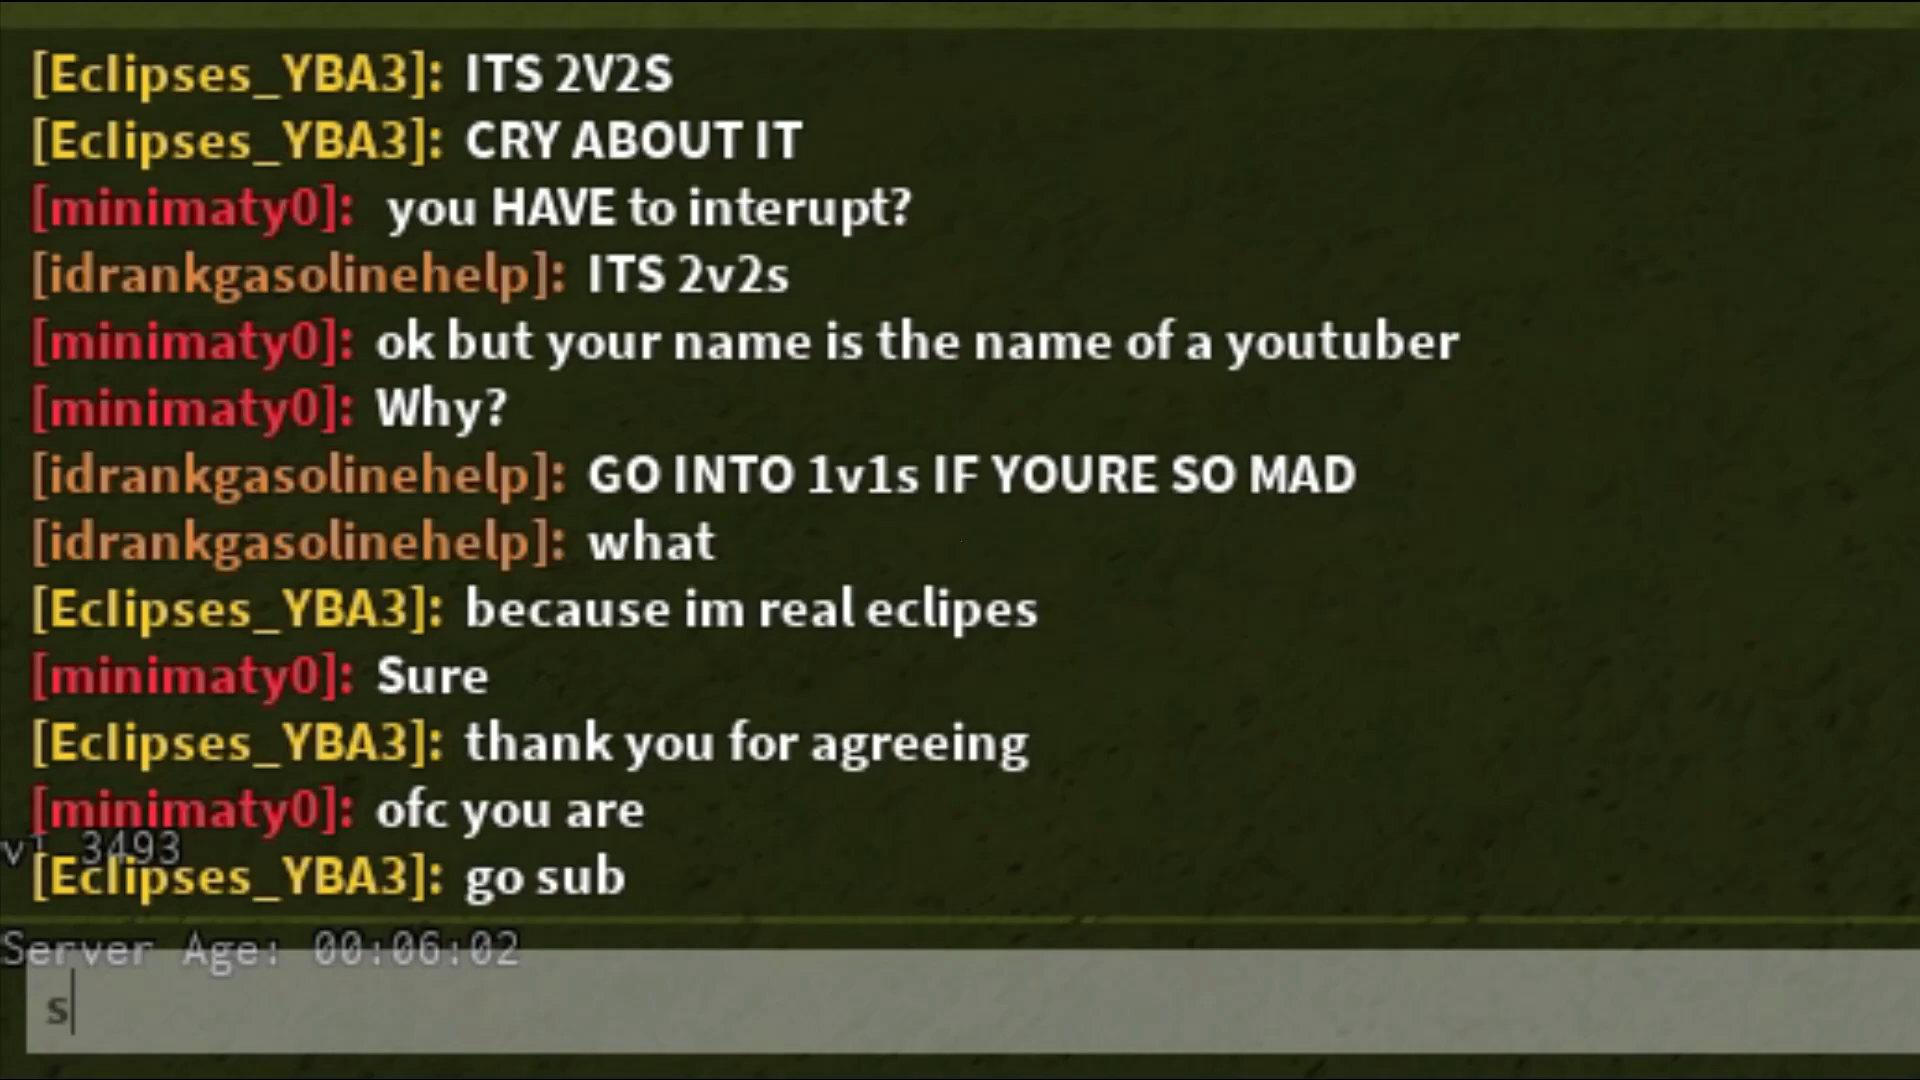 [Eclipses_YBA3]: ITS 2V2S
[Eclipses_YBA3]: CRY ABOUT IT
[minimaty0]: you HAVE to interupt?
[idrankgasolinehelp]: ITS 2v2s
[minimaty0]: ok but your name is the name of a youtuber
[minimaty0]: Why?
[idrankgasolinehelp]: GO INTO 1v1s IF YOURE SO MAD
[idrankgasolinehelp]: what
[Eclipses_YBA3]: because im real eclipes
[minimaty0]: Sure
[Eclipses_YBA3]: thank you for agreeing
[minimaty0]: ofc you are
v1.3493
[Eclipses_YBA3]: go sub
Server Age: 00:06:02
s